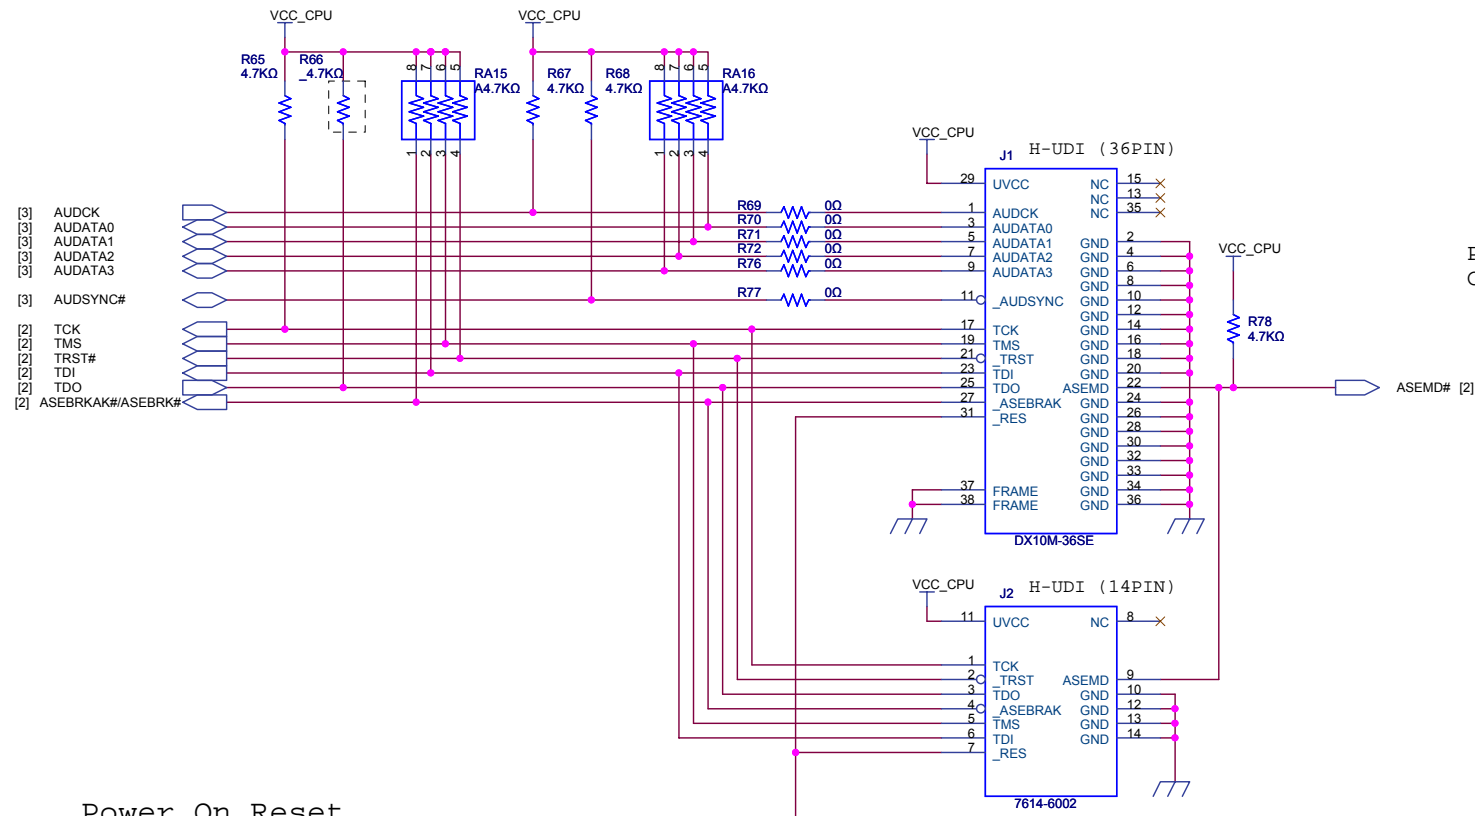 VCC_CPU
VCC_CPU
R65
4.7KΩ
R66
_4.7KΩ
8
7
6
5
RA15
A4.7KΩ
1
2
3
4
R67
4.7KΩ
R68
4.7KΩ
8
7
6
5
RA16
A4.7KΩ
1
2
3
4
[3] AUDCK
[3] AUDATA0
[3] AUDATA1
[3] AUDATA2
[3] AUDATA3
[3] AUDSYNC#
[2] TCK
[2] TMS
[2] TRST#
[2] TDI
[2] TDO
[2] ASEBRKAK#/ASEBRK#
R69 0Ω
R70 0Ω
R71 0Ω
R72 0Ω
R76 0Ω
R77 0Ω
VCC_CPU
J1 H-UDI (36PIN)
29 UVCC
1 AUDCK
3 AUDATA0
5 AUDATA1
7 AUDATA2
9 AUDATA3
11 _AUDSYNC
17 TCK
19 TMS
21 _TRST
23 TDI
25 TDO
27 _ASEBRAK
31 _RES
37 FRAME
38 FRAME
NC 15
NC 13
NC 35
GND 2
GND 4
GND 6
GND 8
GND 10
GND 12
GND 14
GND 16
GND 18
GND 20
ASEMD 22
GND 24
GND 26
GND 28
GND 30
GND 32
GND 33
GND 34
GND 36
DX10M-36SE
VCC_CPU
R78
4.7KΩ
ASEMD# [2]
VCC_CPU
J2 H-UDI (14PIN)
11 UVCC
1 TCK
2 _TRST
3 TDO
4 _ASEBRAK
5 TMS
6 TDI
7 _RES
NC 8
ASEMD 9
GND 10
GND 12
GND 13
GND 14
7614-6002
Power On Reset